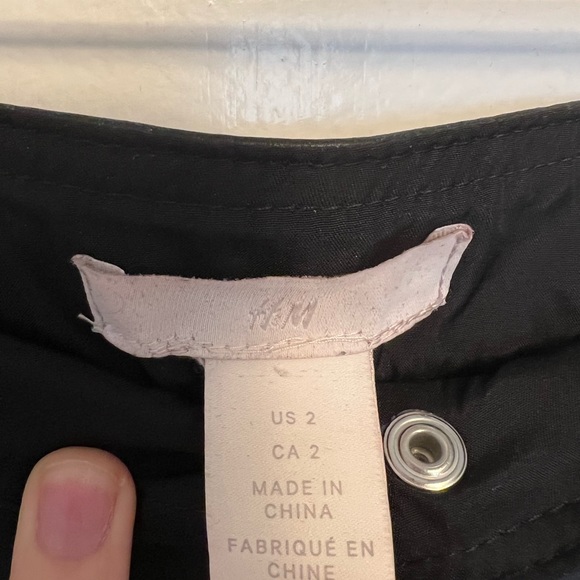 H&M
US 2
CA 2
MADE IN
CHINA
FABRIQUÉ EN
CHINE